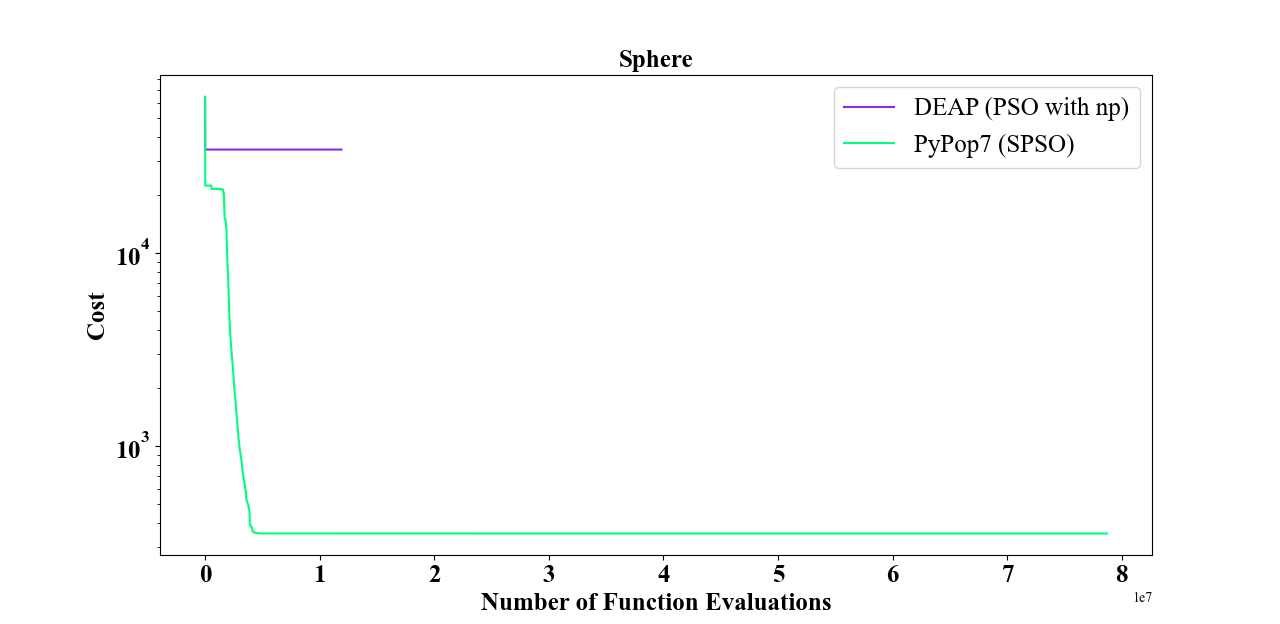 Sphere
DEAP (PSO with np)
PyPop7 (SPSO)
10^4
10^3
Cost
0 1 2 3 4 5 6 7 8
1e7
Number of Function Evaluations